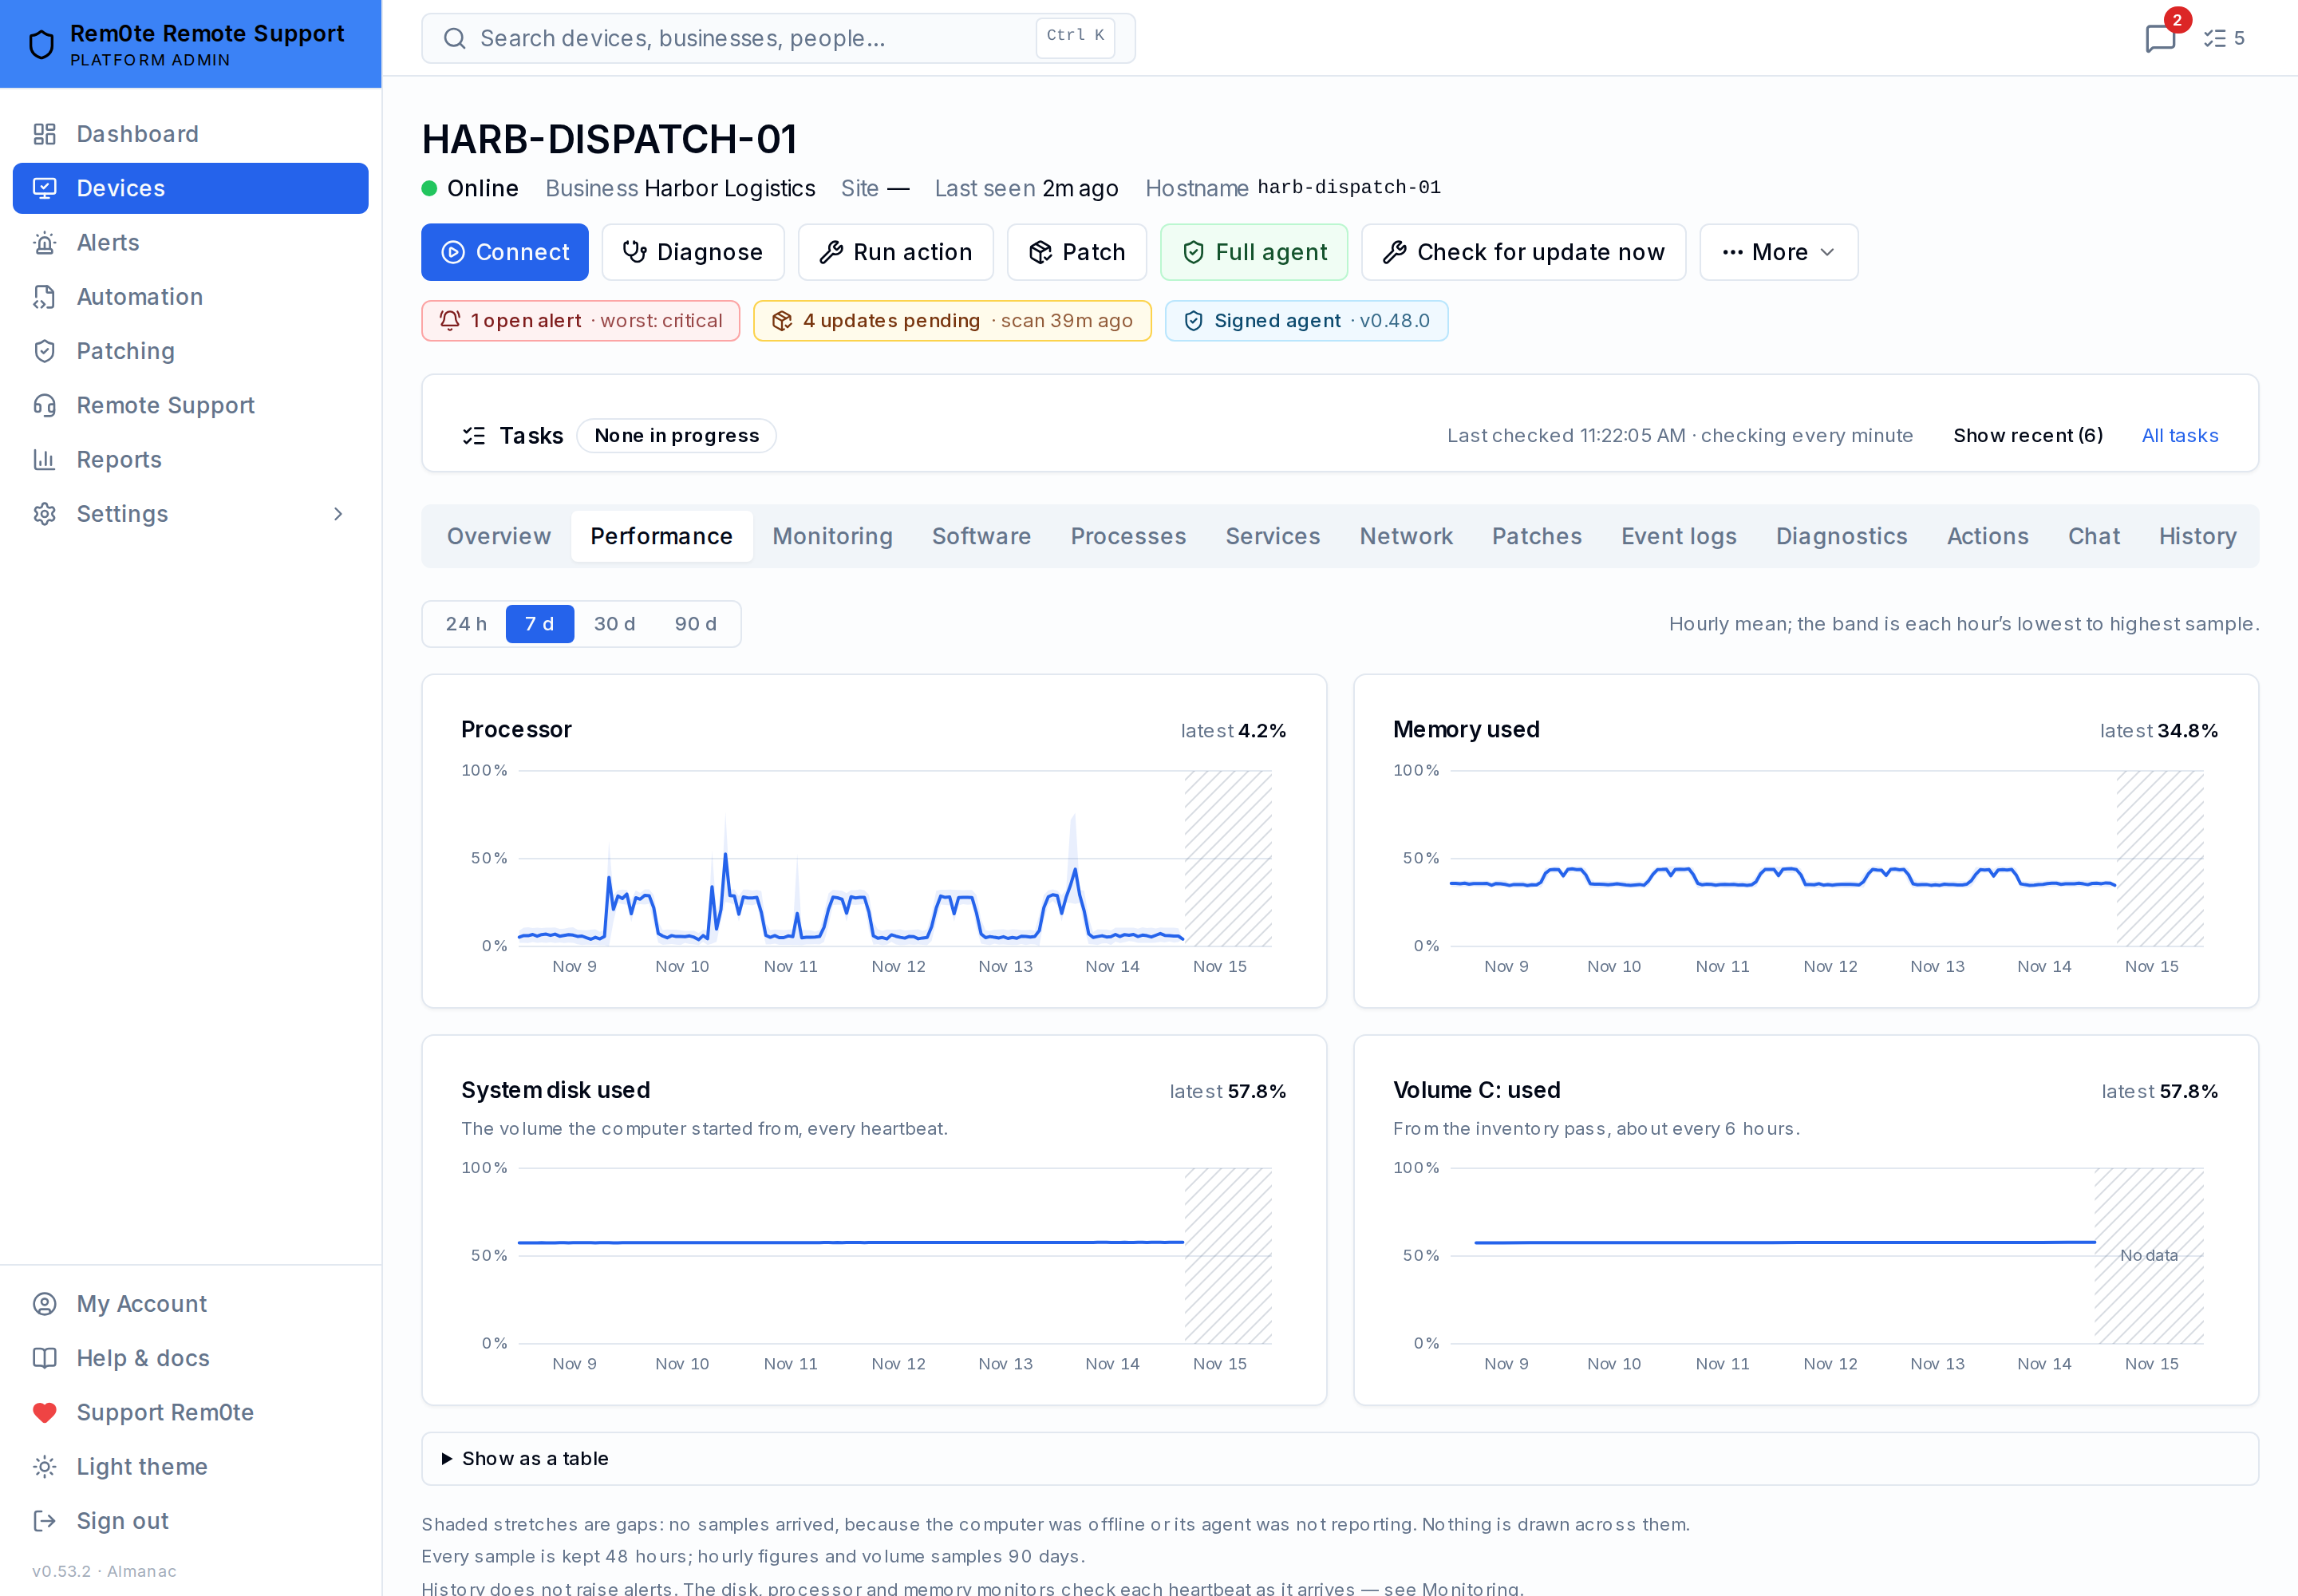 Rem0te Remote Support
PLATFORM ADMIN
Search devices, businesses, people...
Ctrl K
2
5
Dashboard
Devices
Alerts
Automation
Patching
Remote Support
Reports
Settings
My Account
Help & docs
Support Rem0te
Light theme
Sign out
v0.53.2 · Almanac
HARB-DISPATCH-01
Online Business Harbor Logistics Site — Last seen 2m ago Hostname harb-dispatch-01
Connect Diagnose Run action Patch Full agent Check for update now More
1 open alert · worst: critical 4 updates pending · scan 39m ago Signed agent · v0.48.0
Tasks None in progress Last checked 11:22:05 AM · checking every minute Show recent (6) All tasks
Overview Performance Monitoring Software Processes Services Network Patches Event logs Diagnostics Actions Chat History
24 h 7 d 30 d 90 d Hourly mean; the band is each hour’s lowest to highest sample.
Processor latest 4.2%
100%
50%
0%
Nov 9 Nov 10 Nov 11 Nov 12 Nov 13 Nov 14 Nov 15
Memory used latest 34.8%
100%
50%
0%
Nov 9 Nov 10 Nov 11 Nov 12 Nov 13 Nov 14 Nov 15
System disk used latest 57.8%
The volume the computer started from, every heartbeat.
100%
50%
0%
Nov 9 Nov 10 Nov 11 Nov 12 Nov 13 Nov 14 Nov 15
Volume C: used latest 57.8%
From the inventory pass, about every 6 hours.
100%
50%
No data
0%
Nov 9 Nov 10 Nov 11 Nov 12 Nov 13 Nov 14 Nov 15
Show as a table
Shaded stretches are gaps: no samples arrived, because the computer was offline or its agent was not reporting. Nothing is drawn across them.
Every sample is kept 48 hours; hourly figures and volume samples 90 days.
History does not raise alerts. The disk, processor and memory monitors check each heartbeat as it arrives — see Monitoring.